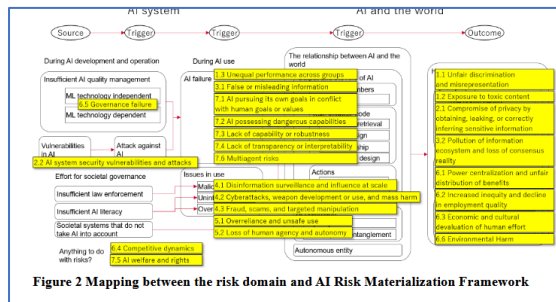 AI system
AI and the world
Source
Trigger
Trigger
Trigger
Outcome
During AI development and operation
Insufficient AI quality management
ML technology independent
6.5 Governance failure
ML technology dependent
Vulnerabilities
in AI
Attack against
AI
2.2 AI system security vulnerabilities and attacks
Effort for societal governance
Insufficient law enforcement
Insufficient AI literacy
Societal systems that do
not take AI into account
Anything to do
with risks?
6.4 Competitive dynamics
7.5 AI welfare and rights
During AI use
AI failure
1.3 Unequal performance across groups
3.1 False or misleading information
7.1 AI pursuing its own goals in conflict
with human goals or values
7.2 AI possessing dangerous capabilities
7.3 Lack of capability or robustness
7.4 Lack of transparency or interpretability
7.6 Multiagent risks
Issues in use
4.1 Disinformation surveillance and influence at scale
4.2 Cyberattacks, weapon development or use, and mass harm
4.3 Fraud, scams, and targeted manipulation
5.1 Overreliance and unsafe use
5.2 Loss of human agency and autonomy
The relationship between AI and the
world
of AI
code
retrieval
design
Actions
Autonomous entity
1.1 Unfair discrimination
and misrepresentation
1.2 Exposure to toxic content
2.1 Compromise of privacy by
obtaining, leaking, or correctly
inferring sensitive information
3.2 Pollution of information
ecosystem and loss of consensus
reality
6.1 Power centralization and unfair
distribution of benefits
6.2 Increased inequity and decline
in employment quality
6.3 Economic and cultural
devaluation of human effort
6.6 Environmental Harm
Figure 2 Mapping between the risk domain and AI Risk Materialization Framework